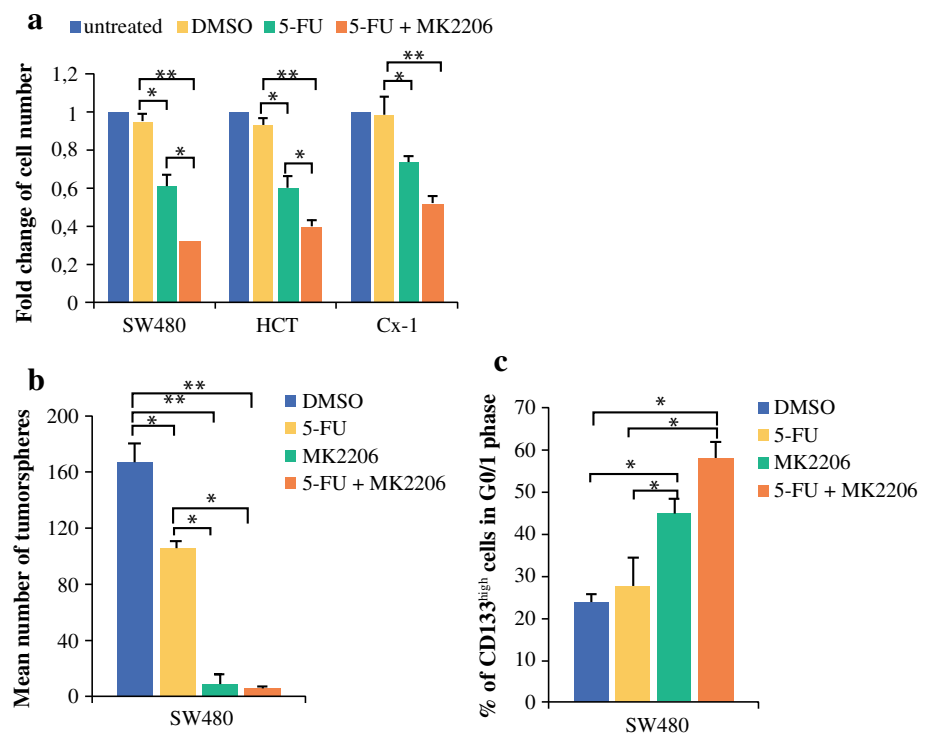 a
untreated DMSO 5-FU 5-FU + MK2206
Fold change of cell number
1,2
1
0,8
0,6
0,4
0,2
0
** * *
** * *
** *
SW480 HCT Cx-1
b
Mean number of tumorspheres
200
160
120
80
40
0
**
**
*
*
*
DMSO
5-FU
MK2206
5-FU + MK2206
SW480
c
% of CD133high cells in G0/1 phase
70
60
50
40
30
20
10
0
*
*
*
*
DMSO
5-FU
MK2206
5-FU + MK2206
SW480